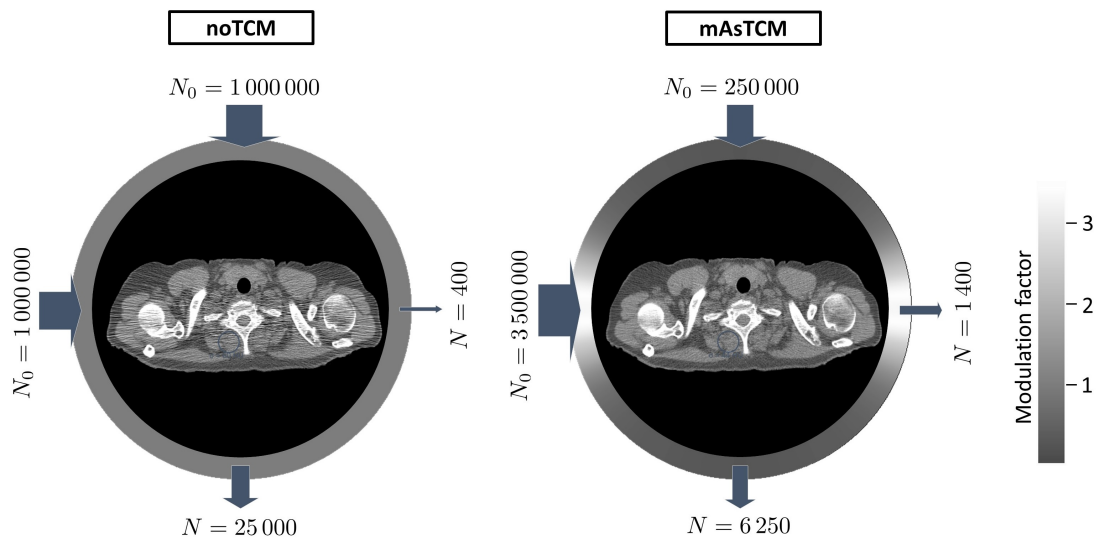 noTCM
N₀ = 1 000 000
N₀ = 1 000 000
N = 400
N = 25 000
mAsTCM
N₀ = 250 000
N₀ = 3 500 000
N = 1 400
N = 6 250
Modulation factor
3
2
1